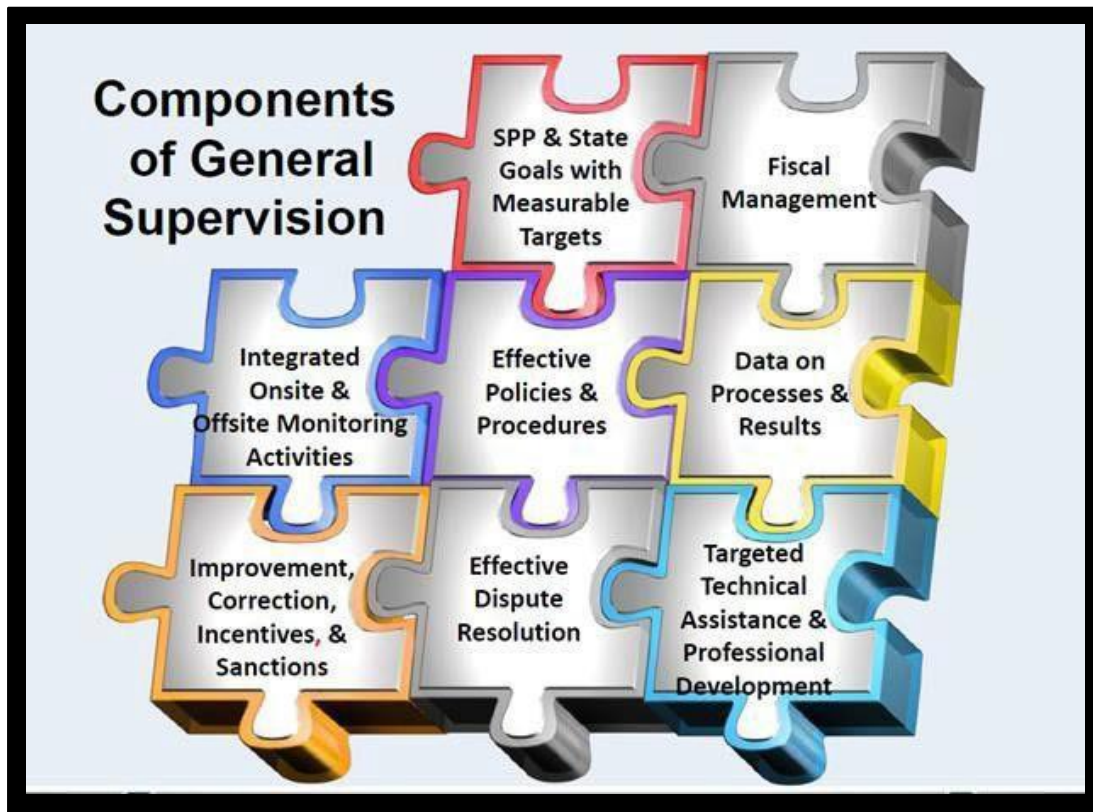 Components
of General
Supervision
SPP & State
Goals with
Measurable
Targets
Fiscal
Management
Integrated
Onsite &
Offsite Monitoring
Activities
Effective
Policies &
Procedures
Data on
Processes &
Results
Improvement,
Correction,
Incentives, &
Sanctions
Effective
Dispute
Resolution
Targeted
Technical
Assistance &
Professional
Development